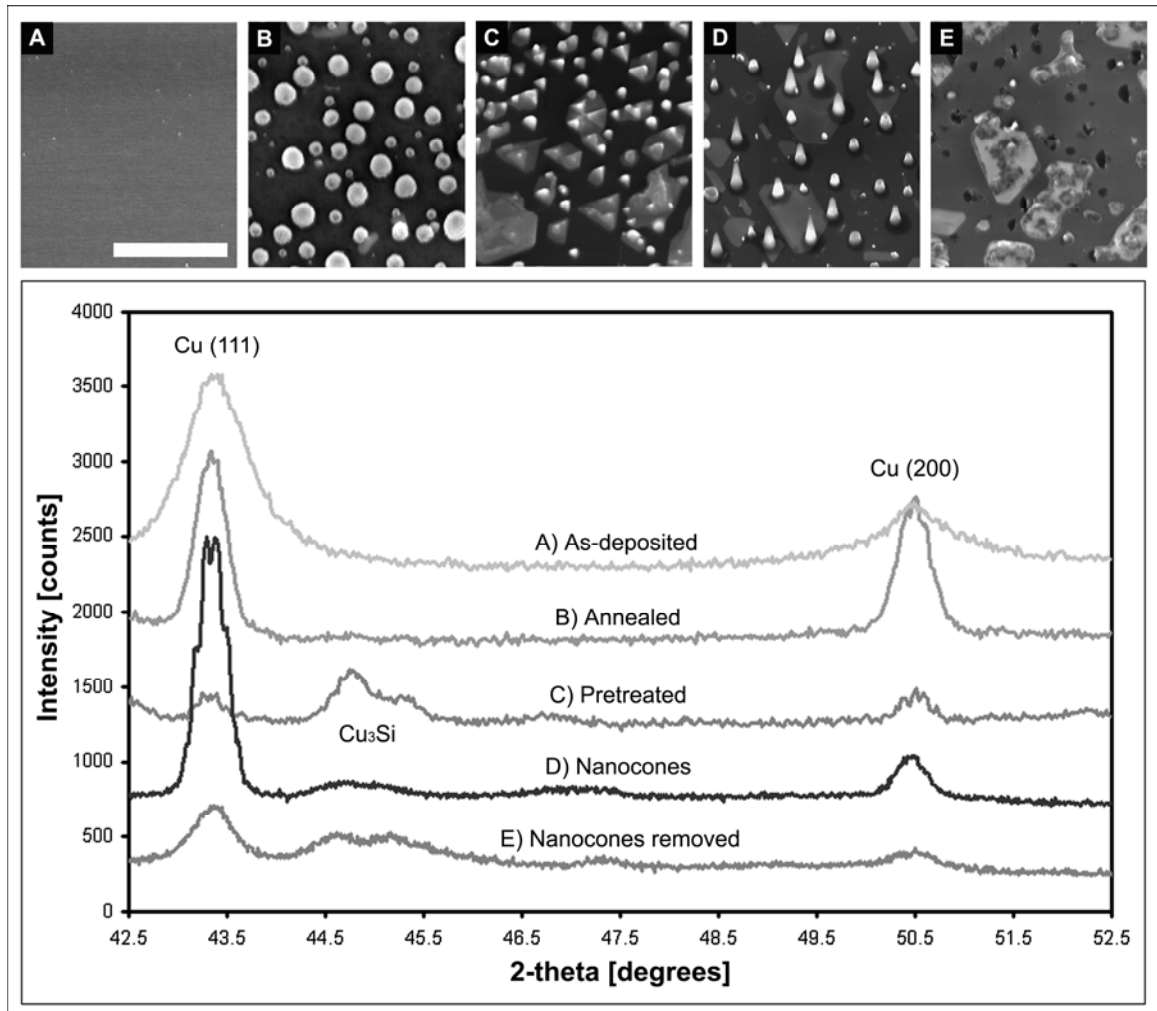 A B C D E
4000
Cu (111)
3500
3000
Cu (200)
2500
A) As-deposited
2000
B) Annealed
1500
C) Pretreated
Cu₃Si
1000
D) Nanocones
500
E) Nanocones removed
0
42.5 43.5 44.5 45.5 46.5 47.5 48.5 49.5 50.5 51.5 52.5
Intensity [counts]
2-theta [degrees]